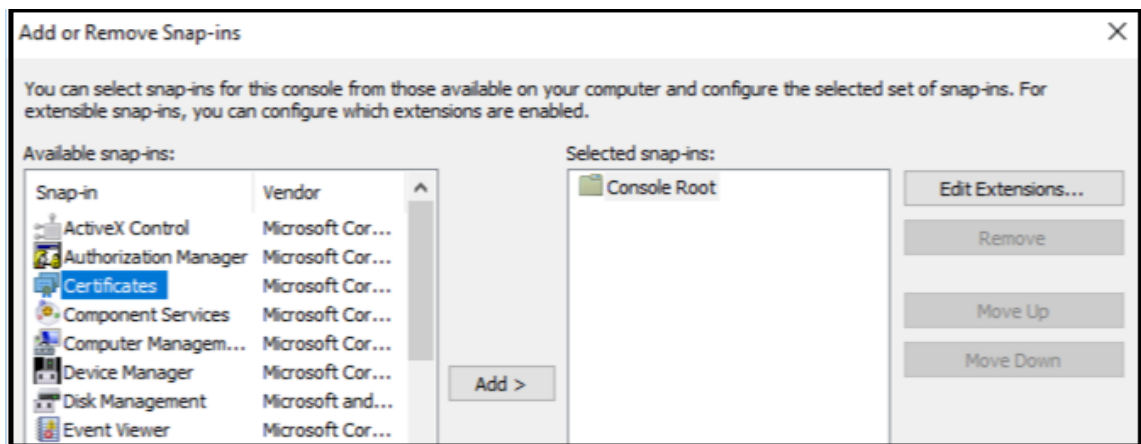 Add or Remove Snap-ins
You can select snap-ins for this console from those available on your computer and configure the selected set of snap-ins. For
extensible snap-ins, you can configure which extensions are enabled.
Available snap-ins:
Snap-in Vendor
ActiveX Control Microsoft Cor...
Authorization Manager Microsoft Cor...
Certificates Microsoft Cor...
Component Services Microsoft Cor...
Computer Managem... Microsoft Cor...
Device Manager Microsoft Cor...
Disk Management Microsoft and...
Event Viewer Microsoft Cor...
Add >
Selected snap-ins:
Console Root
Edit Extensions...
Remove
Move Up
Move Down